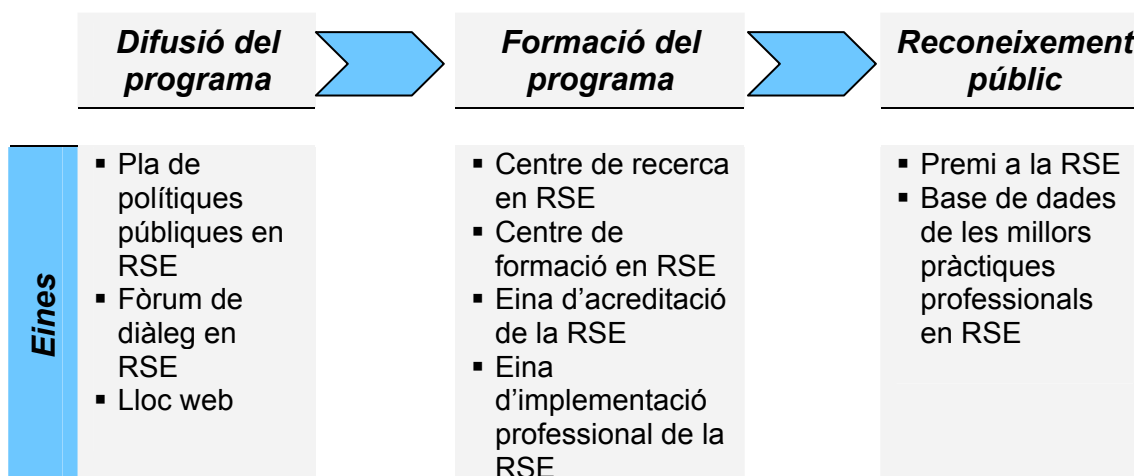 Difusió del
programa
Formació del
programa
Reconeixement
públic
Eines
▪ Pla de
polítiques
públiques en
RSE
▪ Fòrum de
diàleg en
RSE
▪ Lloc web
▪ Centre de recerca
en RSE
▪ Centre de
formació en RSE
▪ Eina d’acreditació
de la RSE
▪ Eina
d’implementació
professional de la
RSE
▪ Premi a la RSE
▪ Base de dades
de les millors
pràctiques
professionals
en RSE